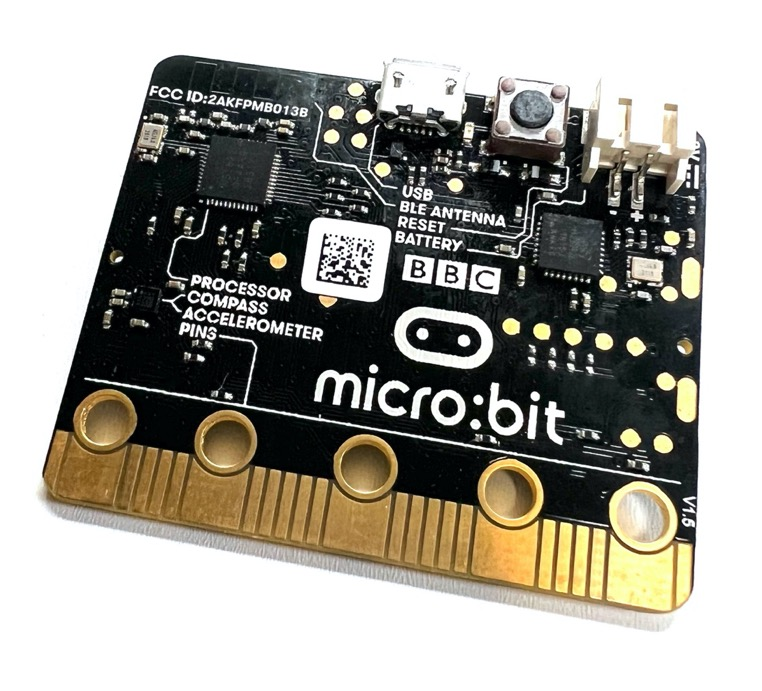 FCC ID:2AKFPMB013B
USB
BLE ANTENNA
RESET
BATTERY
BBC
PROCESSOR
COMPASS
ACCELEROMETER
PINS
micro:bit
V1.5